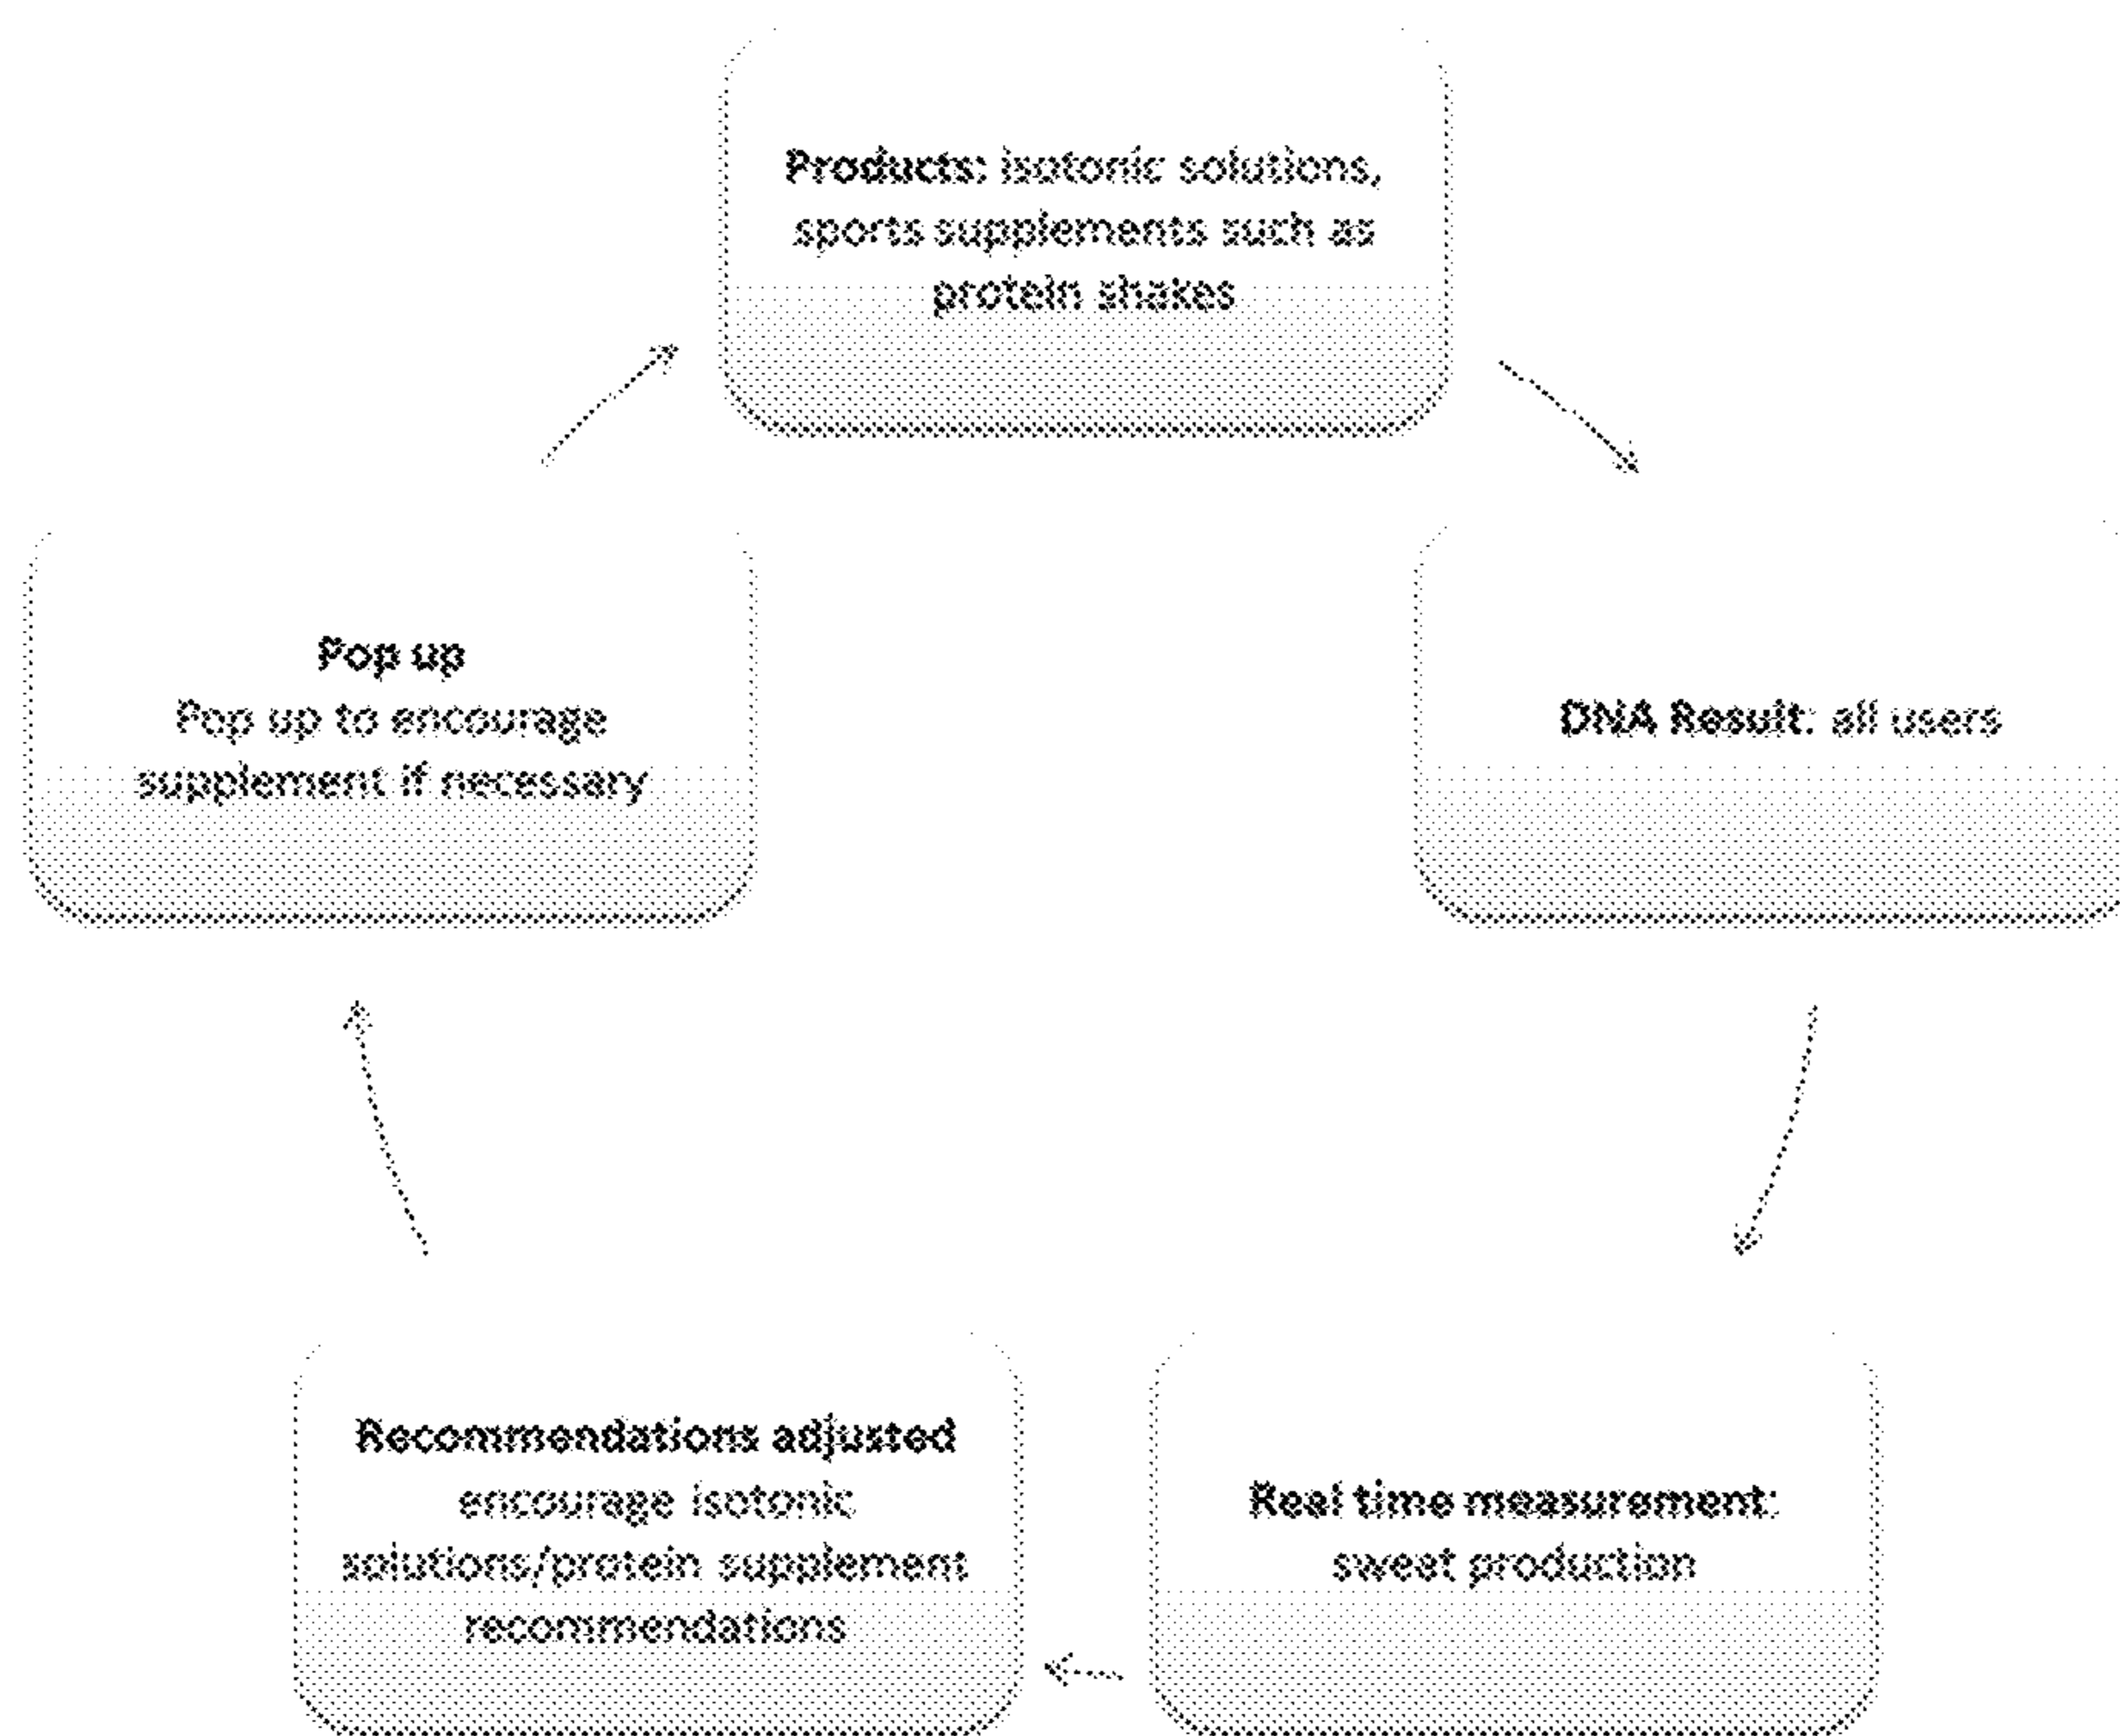 Products: isotonic solutions,
sports supplements such as
protein shakes
DNA Result: all users
Real time measurement:
sweat production
Recommendations adjusted
encourage isotonic
solutions/protein supplement
recommendations
Pop up
Pop up to encourage
supplement if necessary